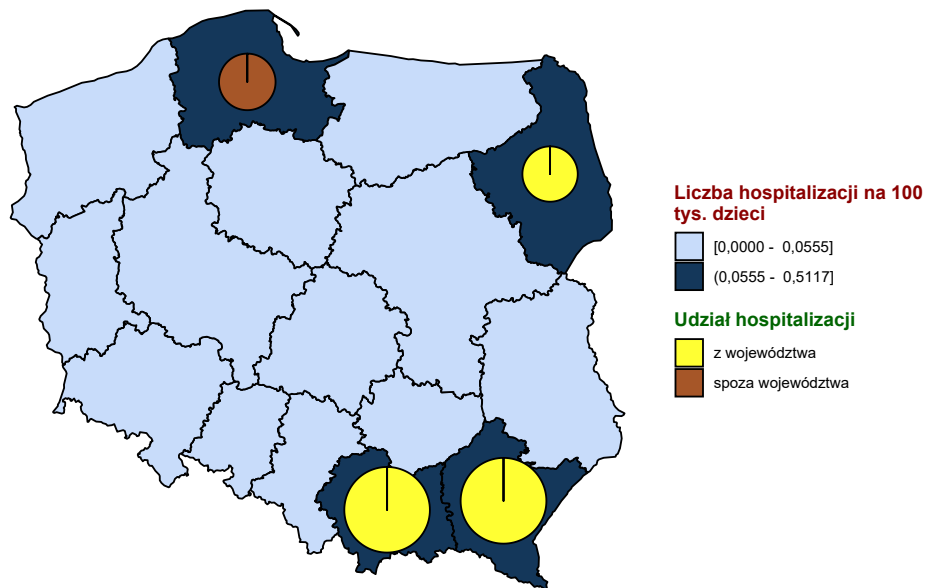 Liczba hospitalizacji na 100
tys. dzieci
[0,0000 - 0,0555]
(0,0555 - 0,5117]
Udział hospitalizacji
z województwa
spoza województwa